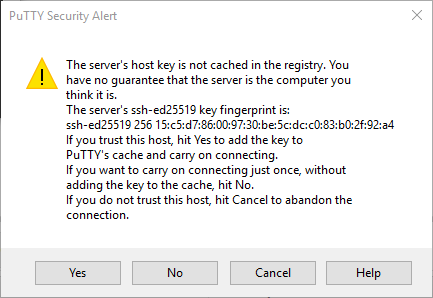 PuTTY Security Alert
The server's host key is not cached in the registry. You
have no guarantee that the server is the computer you
think it is.
The server's ssh-ed25519 key fingerprint is:
ssh-ed25519 256 15:c5:d7:86:00:97:30:be:5c:dc:c0:83:b0:2f:92:a4
If you trust this host, hit Yes to add the key to
PuTTY's cache and carry on connecting.
If you want to carry on connecting just once, without
adding the key to the cache, hit No.
If you do not trust this host, hit Cancel to abandon the
connection.
Yes No Cancel Help